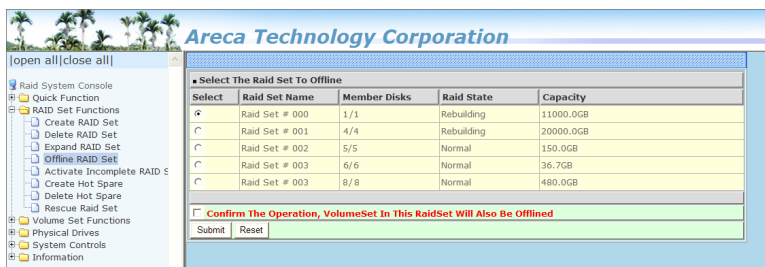 Areca Technology Corporation
|open all|close all|
Raid System Console
Quick Function
RAID Set Functions
Create RAID Set
Delete RAID Set
Expand RAID Set
Offline RAID Set
Activate Incomplete RAID S
Create Hot Spare
Delete Hot Spare
Rescue Raid Set
Volume Set Functions
Physical Drives
System Controls
Information
Select The Raid Set To Offline
Select Raid Set Name Member Disks Raid State Capacity
Raid Set # 000 1/1 Rebuilding 11000.0GB
Raid Set # 001 4/4 Rebuilding 20000.0GB
Raid Set # 002 5/5 Normal 150.0GB
Raid Set # 003 6/6 Normal 36.7GB
Raid Set # 003 8/8 Normal 480.0GB
Confirm The Operation, VolumeSet In This RaidSet Will Also Be Offlined
Submit Reset